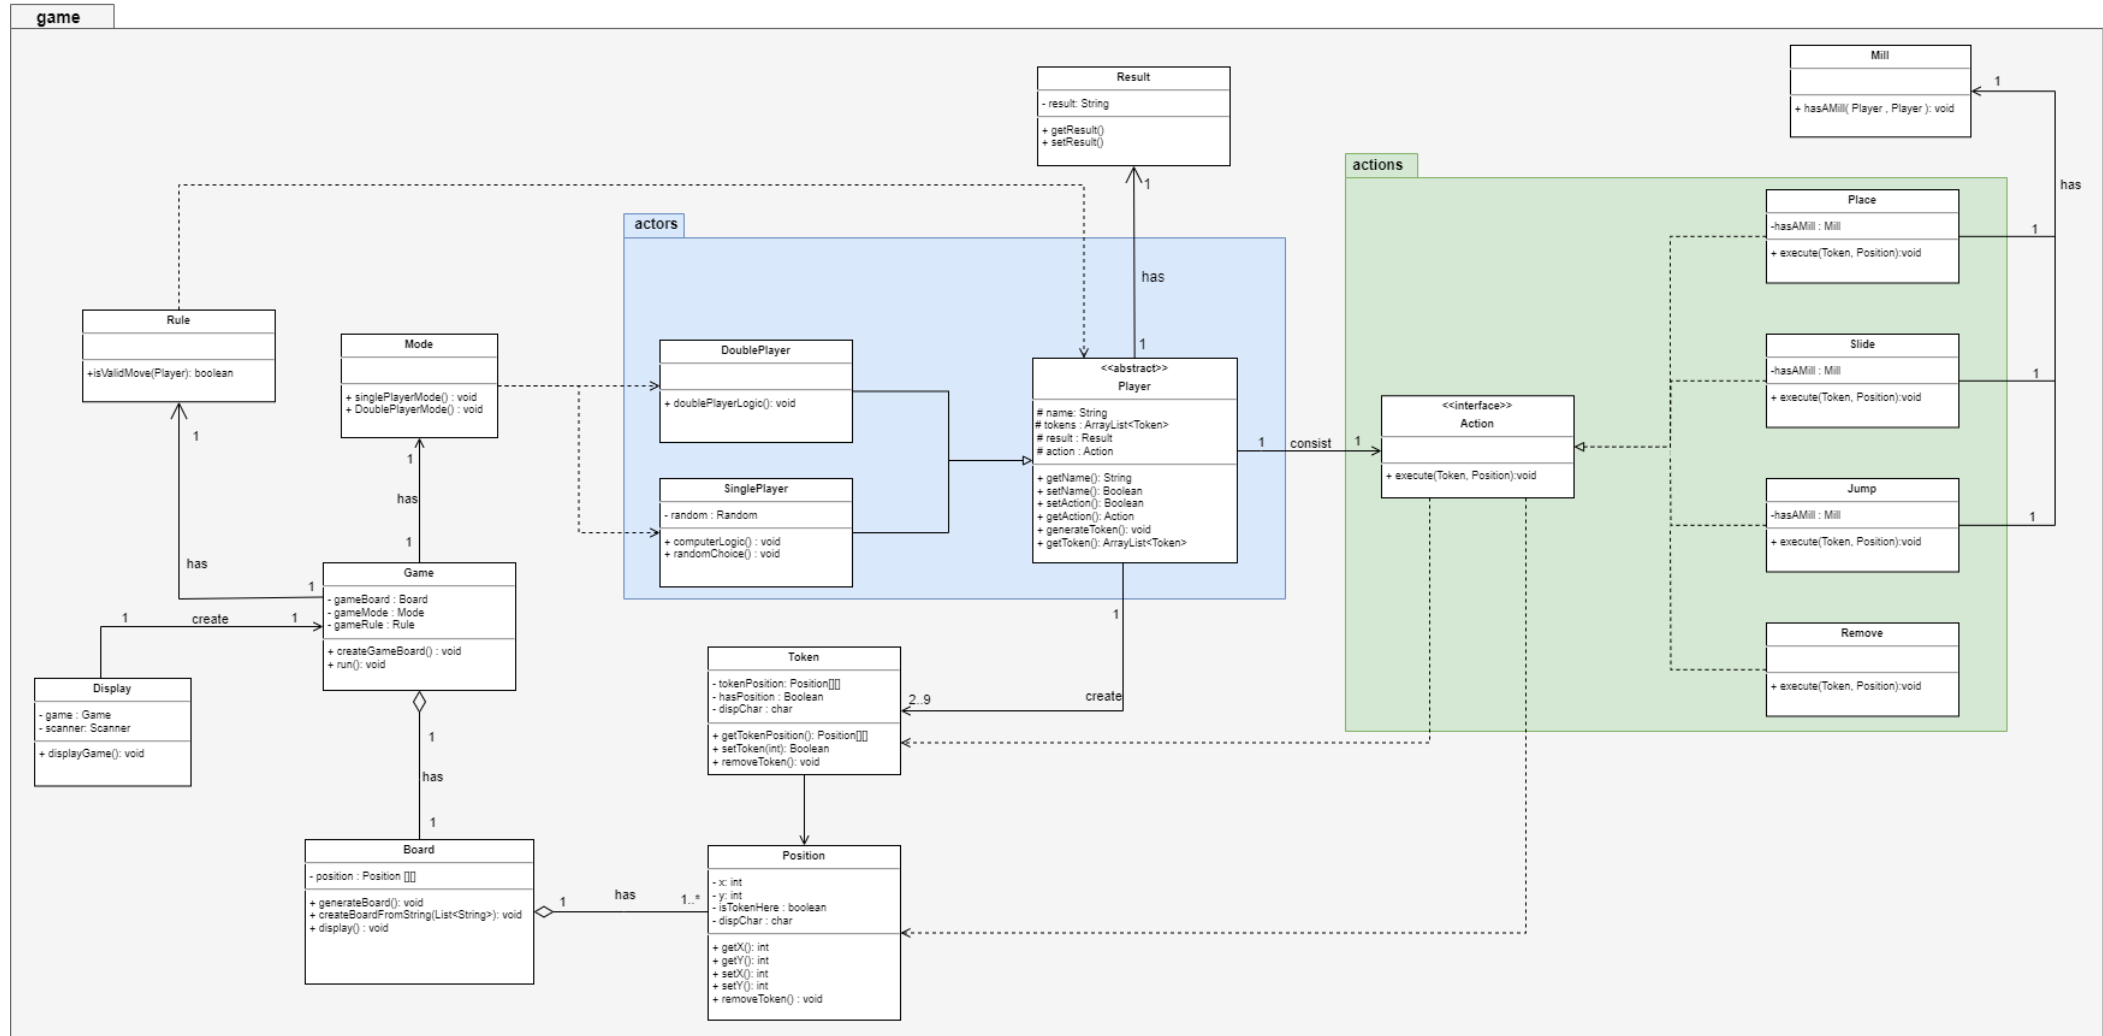 game
Mill
+ hasAMill( Player , Player ): void
1
has
Result
- result: String
+ getResult()
+ setResult()
1
has
1
actions
Place
-hasAMill : Mill
+ execute(Token, Position):void
1
Slide
-hasAMill : Mill
+ execute(Token, Position):void
1
Jump
-hasAMill : Mill
+ execute(Token, Position):void
1
Remove
+ execute(Token, Position):void
<<interface>>
Action
+ execute(Token, Position):void
actors
DoublePlayer
+ doublePlayerLogic(): void
SinglePlayer
- random : Random
+ computerLogic() : void
+ randomChoice() : void
<<abstract>>
Player
# name: String
# tokens : ArrayList<Token>
# result : Result
# action : Action
+ getName(): String
+ setName(): Boolean
+ setAction(): Boolean
+ getAction(): Action
+ generateToken(): void
+ getToken(): ArrayList<Token>
1
consist
1
1
create
2..9
Rule
+isValidMove(Player): boolean
1
has
1
Mode
+ singlePlayerMode() : void
+ DoublePlayerMode() : void
1
has
1
Game
- gameBoard : Board
- gameMode : Mode
- gameRule : Rule
+ createGameBoard() : void
+ run(): void
1
create
1
Display
- game : Game
- scanner: Scanner
+ displayGame(): void
1
has
1
Token
- tokenPosition: Position[][]
- hasPosition : Boolean
- dispChar : char
+ getTokenPosition(): Position[][]
+ setToken(int): Boolean
+ removeToken(): void
Board
- position : Position [][]
+ generateBoard(): void
+ createBoardFromString(List<String>): void
+ display() : void
1
has
1..*
Position
- x: int
- y: int
- isTokenHere : boolean
- dispChar : char
+ getX(): int
+ getY(): int
+ setX(): int
+ setY(): int
+ removeToken() : void